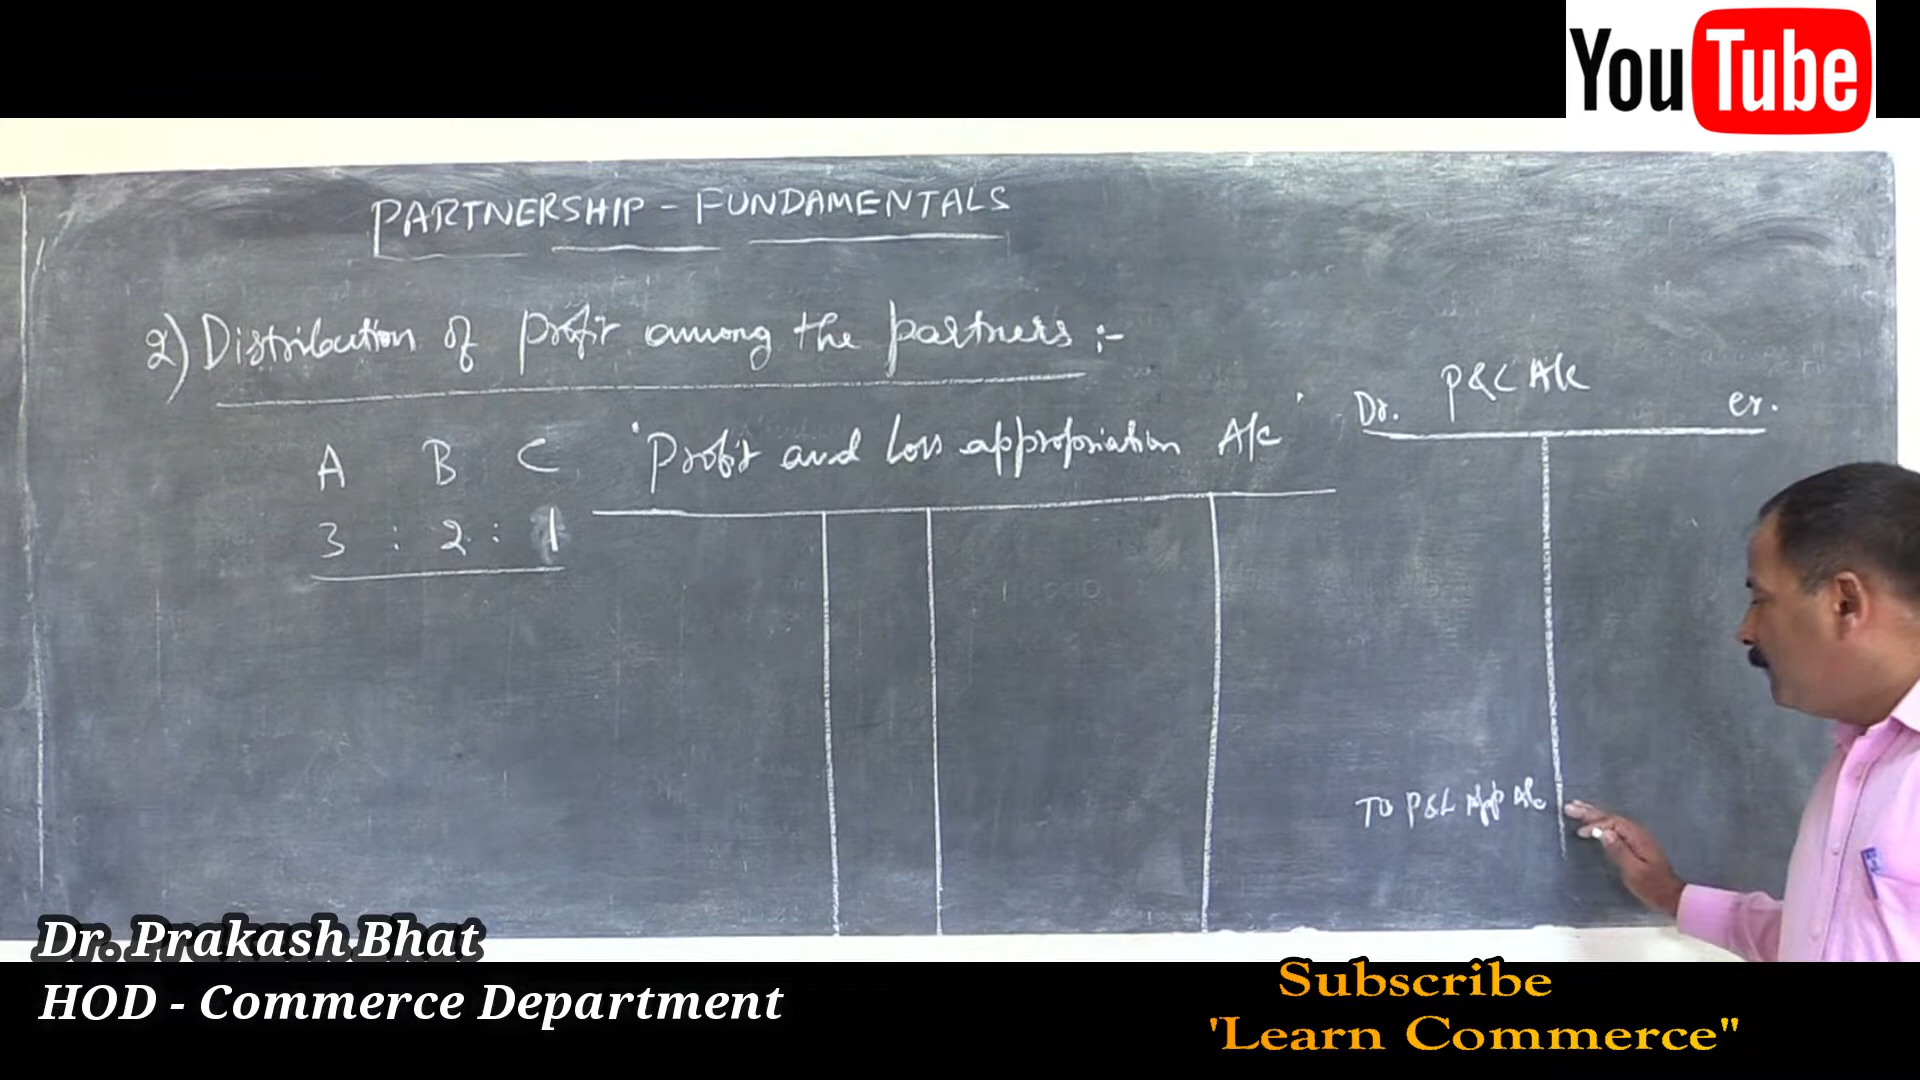 YouTube
PARTNERSHIP - FUNDAMENTALS
2) Distribution of profit among the partners :-
A B C
3 : 2 : 1
'Profit and Loss appropriation A/c'
P&L A/c
Dr. Cr.
To P&L App A/c
Dr. Prakash Bhat
HOD - Commerce Department
Subscribe
'Learn Commerce"